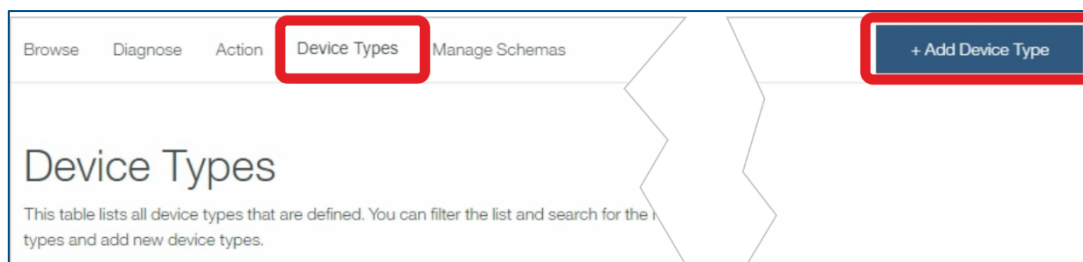 Browse Diagnose Action Device Types Manage Schemas + Add Device Type
Device Types
This table lists all device types that are defined. You can filter the list and search for the
types and add new device types.